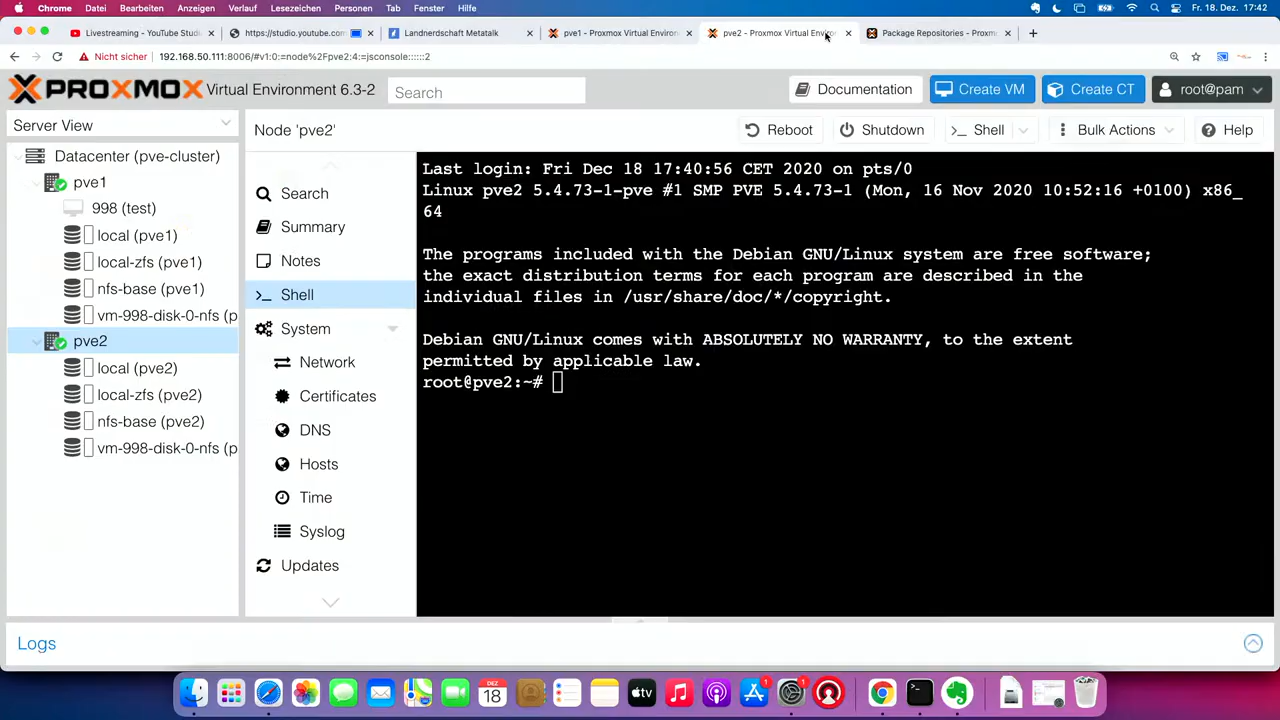 Chrome Ablage Bearbeiten Anzeigen Verlauf Lesezeichen Personen Tab Fenster Hilfe Fr. 18. Dez. 17:42
Livestreaming - YouTube Stud
https://studio.youtube.com
Landnerdschaft Metatalk
pve1 - Proxmox Virtual Environ
pve2 - Proxmox Virtual Enviro
Package Repositories - Proxm
Nicht sicher 192.168.50.111:8006/#v1:0:=node%2Fpve2:4:=jsconsole::::::2
PROXMOX Virtual Environment 6.3-2 Search Documentation Create VM Create CT root@pam
Server View
Datacenter (pve-cluster)
pve1
998 (test)
local (pve1)
local-zfs (pve1)
nfs-base (pve1)
vm-998-disk-0-nfs (p
pve2
local (pve2)
local-zfs (pve2)
nfs-base (pve2)
vm-998-disk-0-nfs (p
Node 'pve2' Reboot Shutdown >_ Shell Bulk Actions Help
Search
Summary
Notes
>_ Shell
System
Network
Certificates
DNS
Hosts
Time
Syslog
Updates
Last login: Fri Dec 18 17:40:56 CET 2020 on pts/0
Linux pve2 5.4.73-1-pve #1 SMP PVE 5.4.73-1 (Mon, 16 Nov 2020 10:52:16 +0100) x86_
64
The programs included with the Debian GNU/Linux system are free software;
the exact distribution terms for each program are described in the
individual files in /usr/share/doc/*/copyright.
Debian GNU/Linux comes with ABSOLUTELY NO WARRANTY, to the extent
permitted by applicable law.
root@pve2:~#
Logs
DEZ
18
tv
1
1